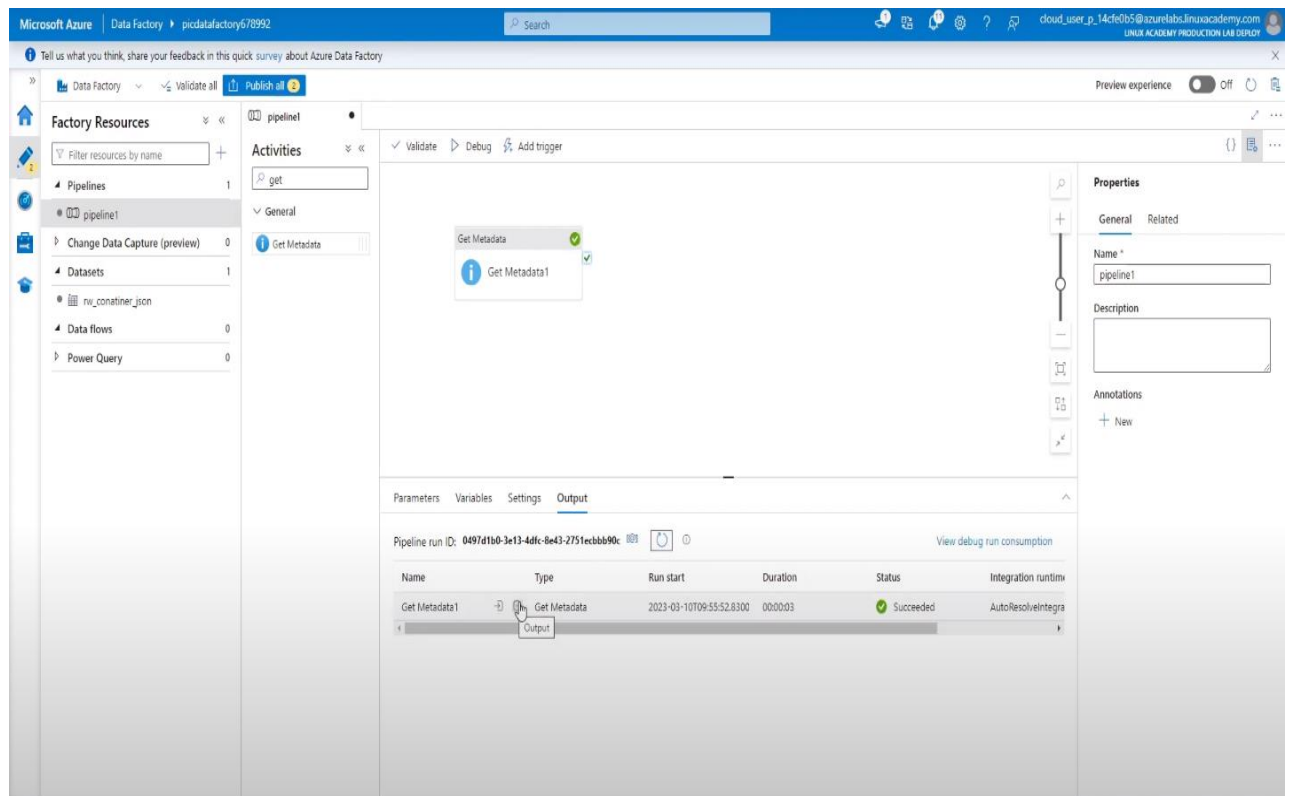 Microsoft Azure
Data Factory
picdatafactory678992
Search
cloud_user_p_14cfe0b5@azurelabs.linuxacademy.com
LINUX ACADEMY PRODUCTION LAB DEPLOY
Tell us what you think, share your feedback in this quick survey about Azure Data Factory
Data Factory
Validate all
Publish all 2
Preview experience
Off
Factory Resources
Filter resources by name
Pipelines 1
pipeline1
Change Data Capture (preview) 0
Datasets 1
rw_conatiner_json
Data flows 0
Power Query 0
pipeline1
Activities
get
General
Get Metadata
Validate Debug Add trigger
Get Metadata
Get Metadata1
Properties
General Related
Name *
pipeline1
Description
Annotations
New
Parameters Variables Settings Output
Pipeline run ID: 0497d1b0-3e13-4dfc-8e43-2751ecbbb90c
View debug run consumption
Name Type Run start Duration Status Integration runtime
Get Metadata1 Get Metadata 2023-03-10T09:55:52.8300 00:00:03 Succeeded AutoResolveIntegra
Output